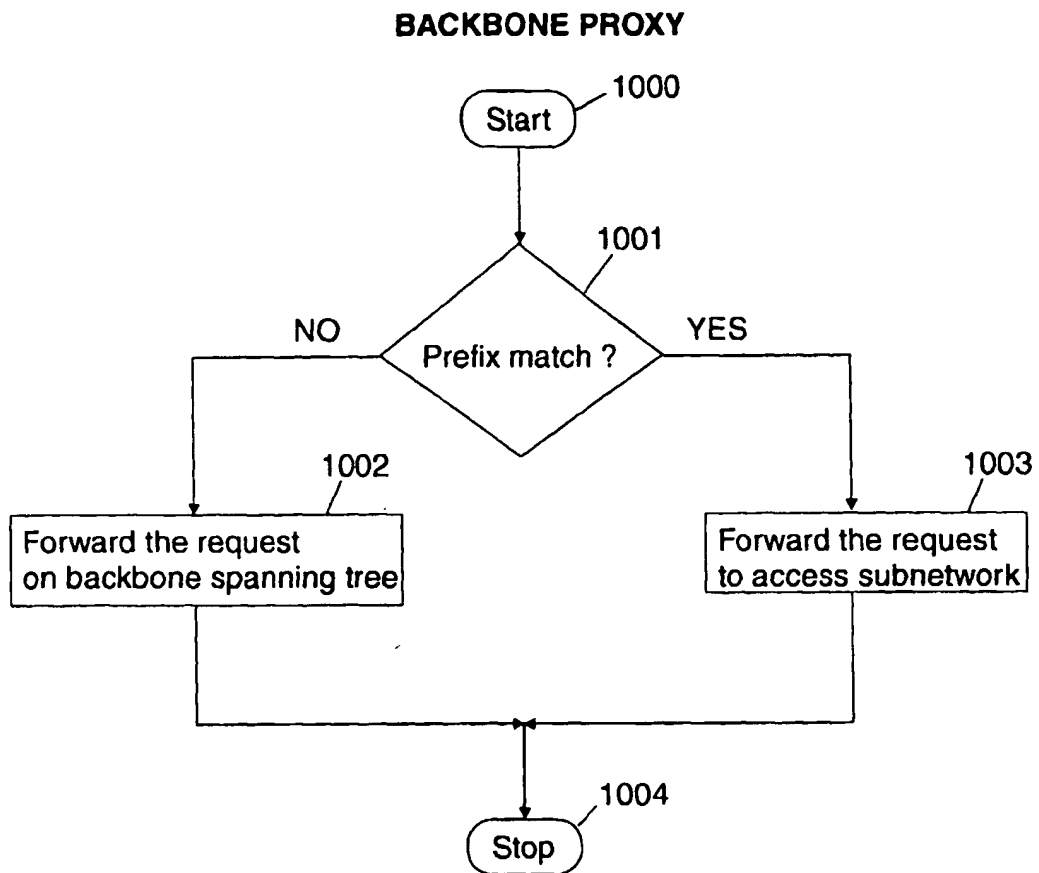 BACKBONE PROXY
1000
Start
1001
NO
YES
Prefix match ?
1002
1003
Forward the request
on backbone spanning tree
Forward the request
to access subnetwork
1004
Stop